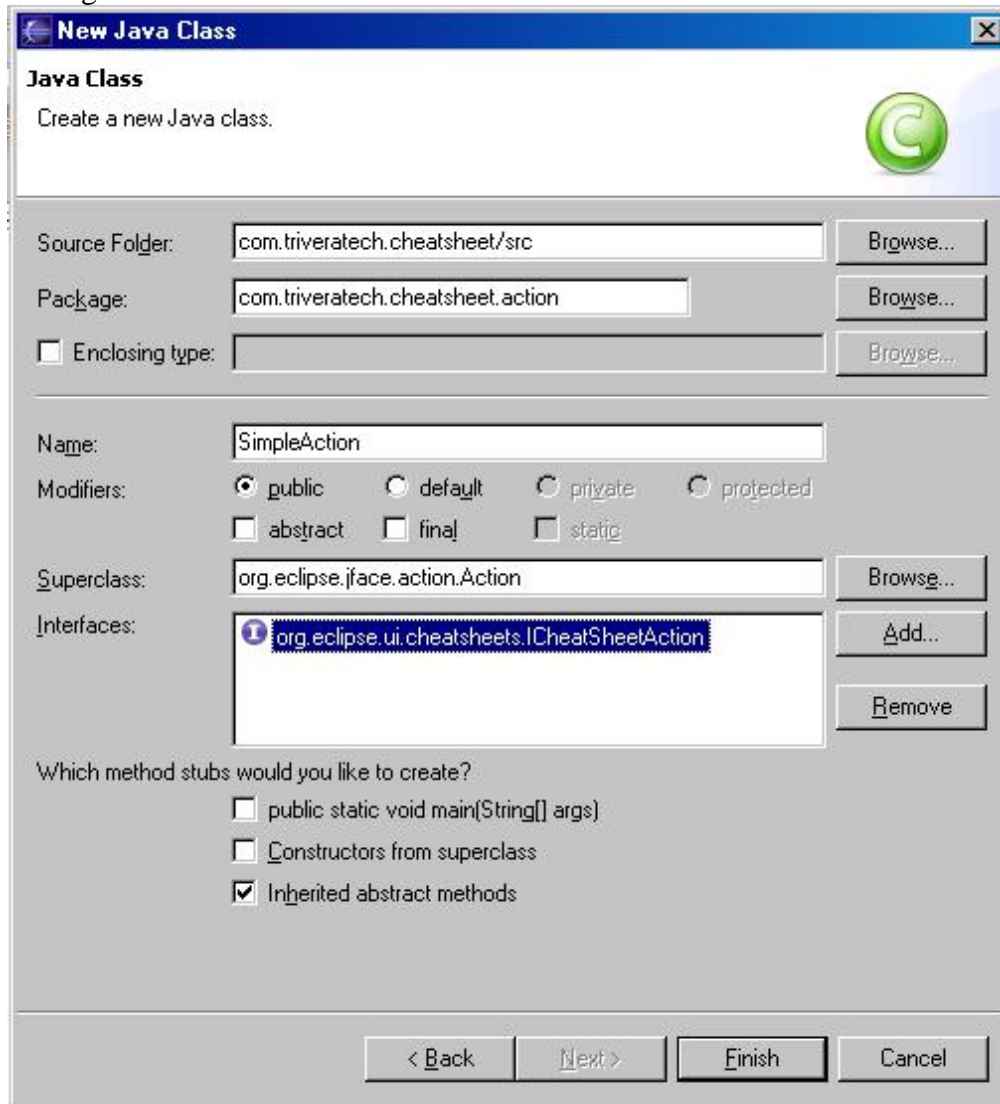 New Java Class
Java Class
Create a new Java class.
C
Source Folder: com.triveratech.cheatsheet/src Browse...
Package: com.triveratech.cheatsheet.action Browse...
Enclosing type: Browse...
Name: SimpleAction
Modifiers: public default private protected
abstract final static
Superclass: org.eclipse.jface.action.Action Browse...
Interfaces: I org.eclipse.ui.cheatsheets.ICheatSheetAction Add...
Remove
Which method stubs would you like to create?
public static void main(String[] args)
Constructors from superclass
Inherited abstract methods
< Back Next > Finish Cancel